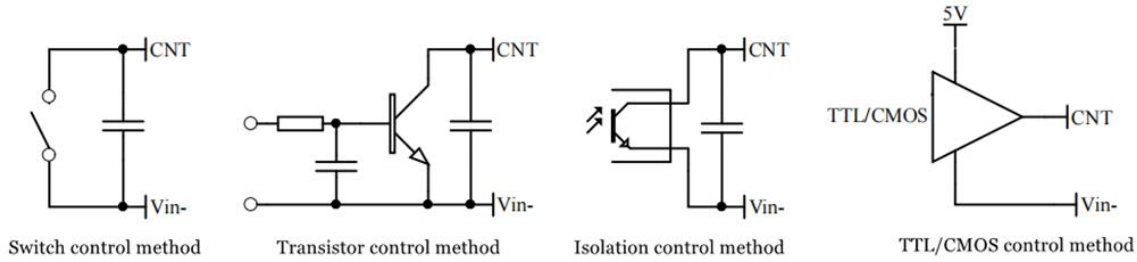 5V
CNT
CNT
CNT
TTL/CMOS
CNT
Vin-
Vin-
Vin-
Vin-
Switch control method
Transistor control method
Isolation control method
TTL/CMOS control method